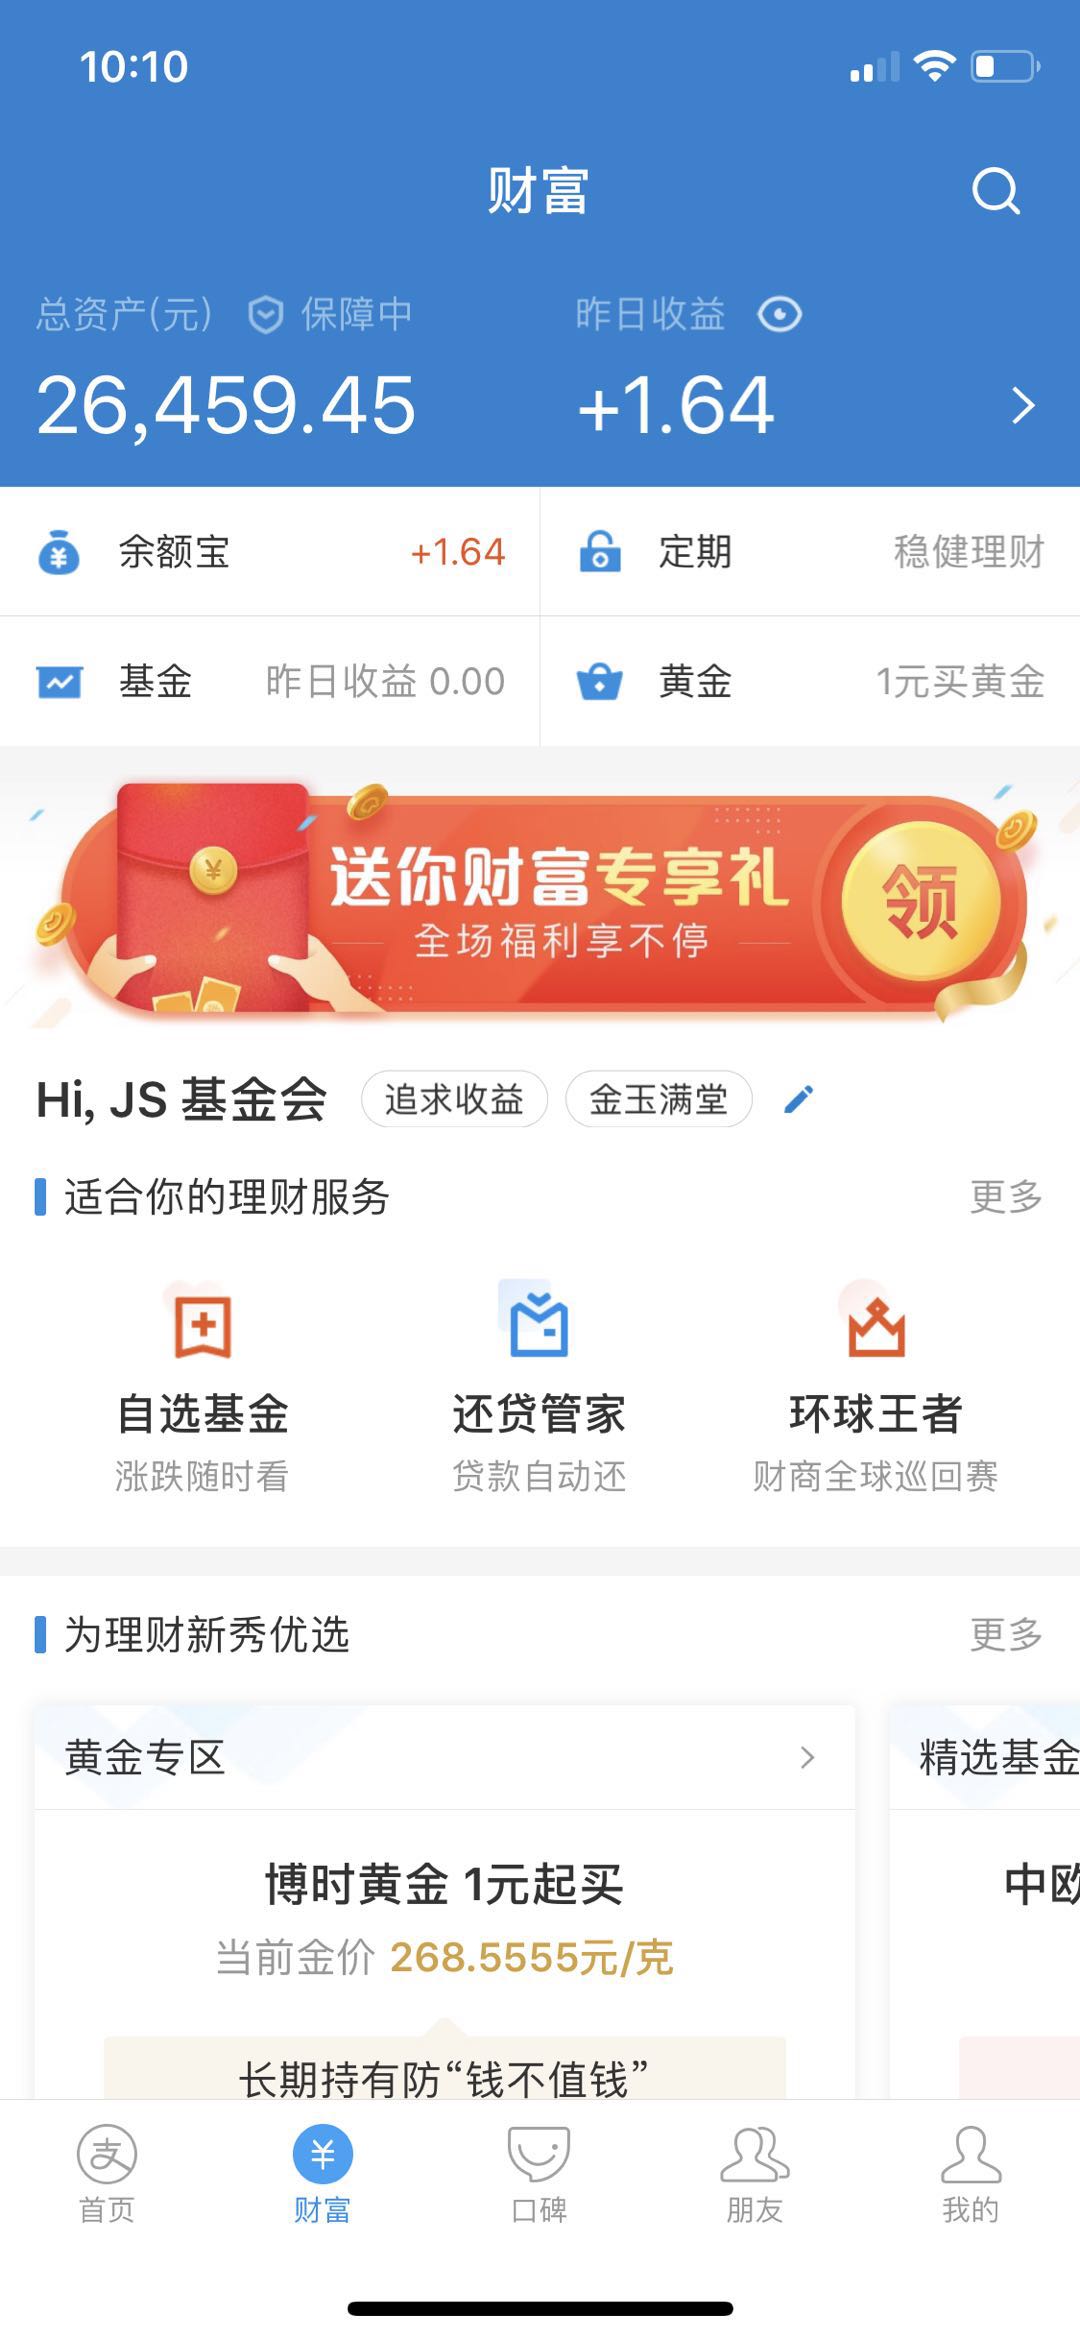 10:10
财富
总资产(元) 保障中 昨日收益
26,459.45 +1.64
余额宝 +1.64 定期 稳健理财
基金 昨日收益 0.00 黄金 1元买黄金
送你财富专享礼 领
全场福利享不停
Hi, JS 基金会 追求收益 金玉满堂
适合你的理财服务 更多
自选基金 还贷管家 环球王者
涨跌随时看 贷款自动还 财商全球巡回赛
为理财新秀优选 更多
黄金专区 精选基金
博时黄金 1元起买 中欧
当前金价 268.5555元/克
长期持有防“钱不值钱”
支 ¥
首页 财富 口碑 朋友 我的